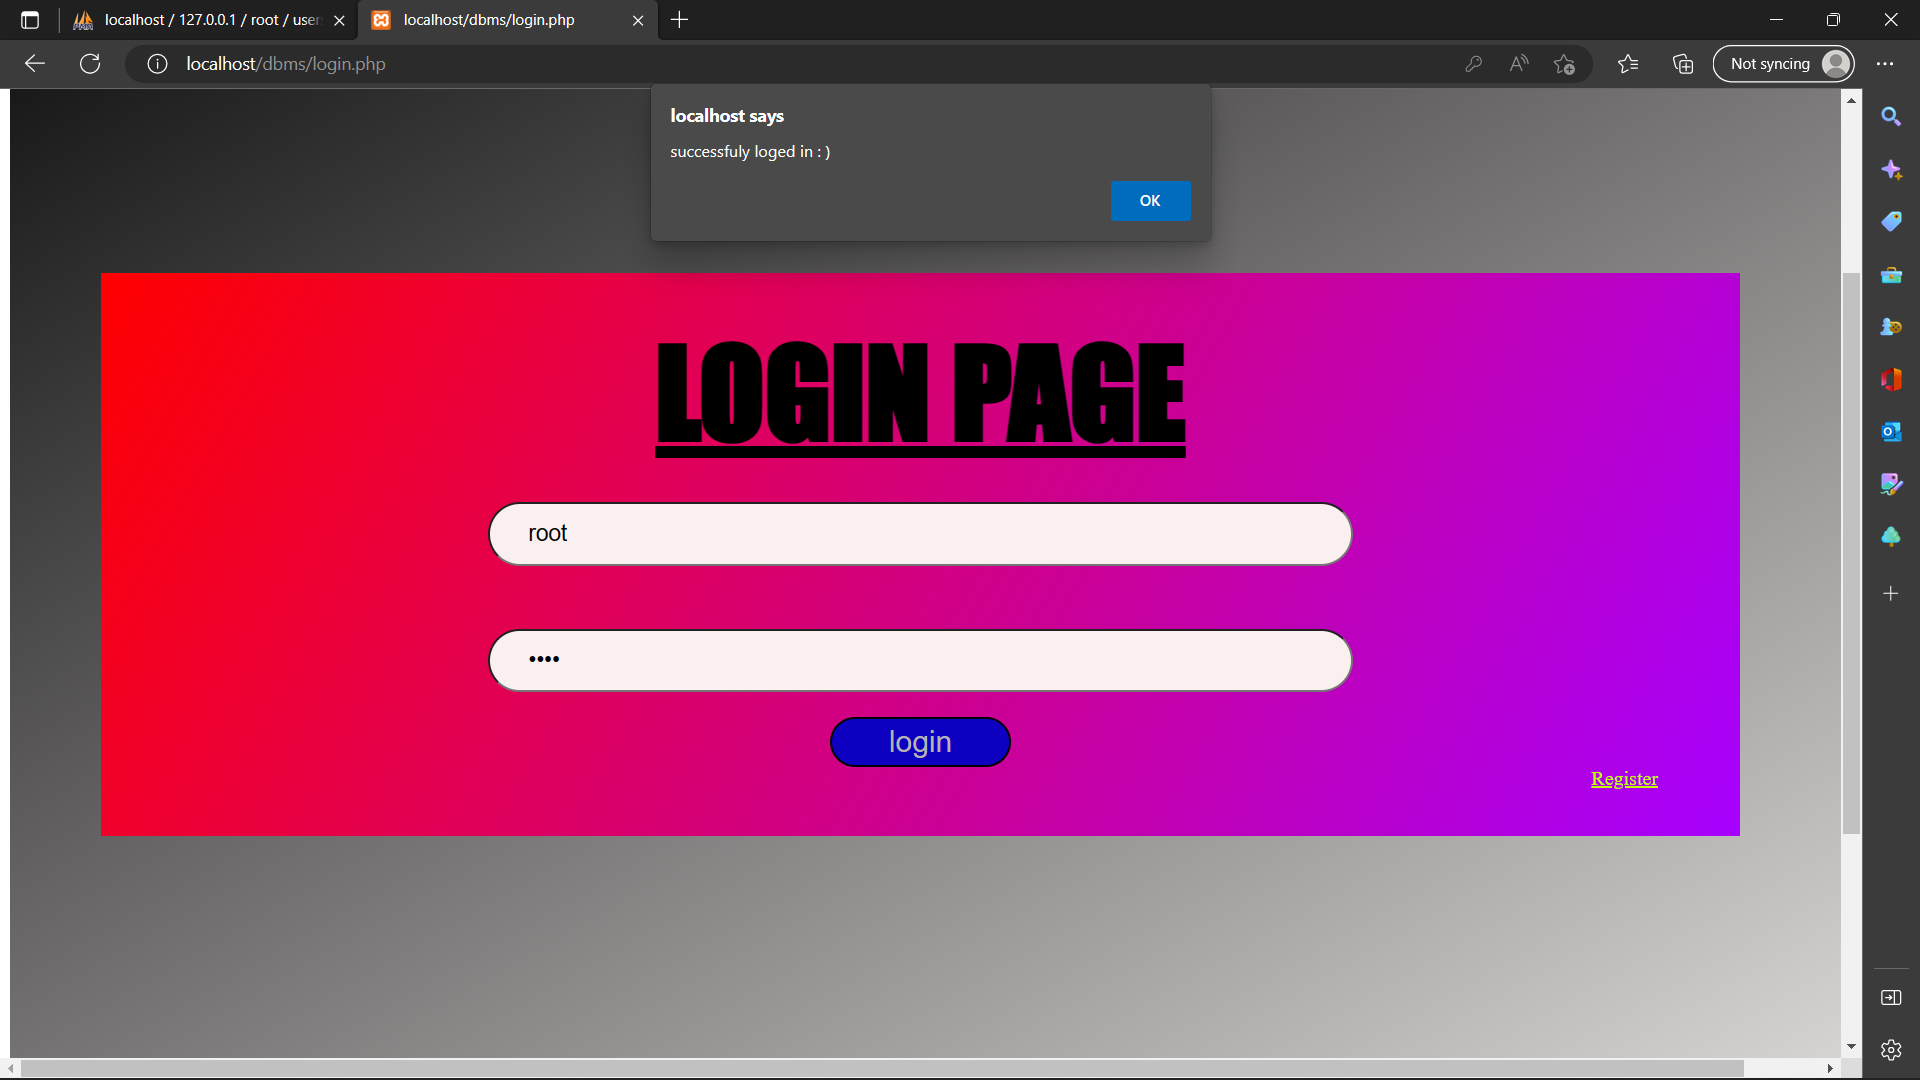 localhost / 127.0.0.1 / root / user
localhost/dbms/login.php
localhost/dbms/login.php
Not syncing
localhost says
successfuly loged in : )
OK
LOGIN PAGE
root
••••
login
Register